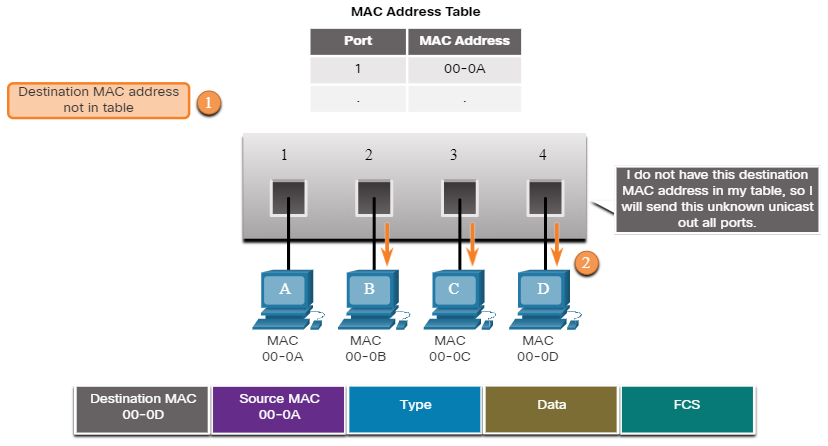 MAC Address Table
Port MAC Address
1 00-0A
. .
Destination MAC address
not in table
1
1 2 3 4
I do not have this destination
MAC address in my table, so I
will send this unknown unicast
out all ports.
2
A B C D
MAC MAC MAC MAC
00-0A 00-0B 00-0C 00-0D
Destination MAC
00-0D
Source MAC
00-0A
Type
Data
FCS